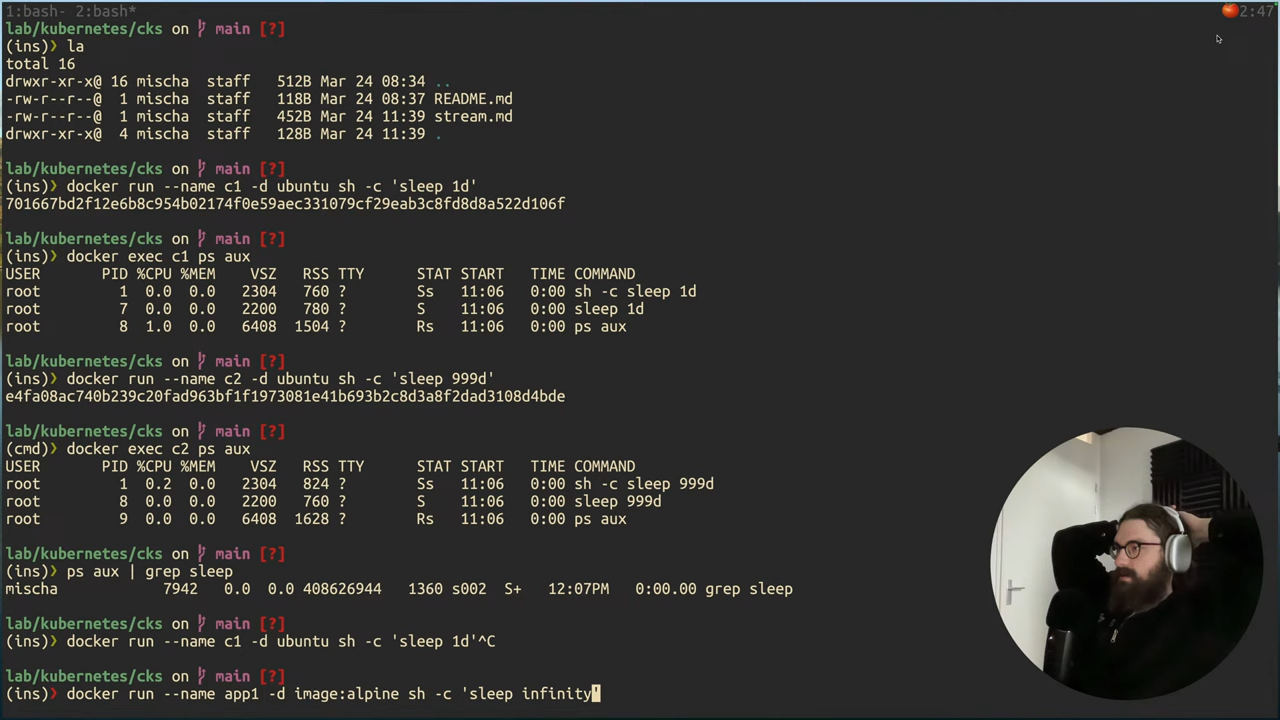 1:bash- 2:bash*
2:47
lab/kubernetes/cks on main [?]
(ins)❯ la
total 16
drwxr-xr-x@ 16 mischa staff 512B Mar 24 08:34 ..
-rw-r--r--@ 1 mischa staff 118B Mar 24 08:37 README.md
-rw-r--r--@ 1 mischa staff 452B Mar 24 11:39 stream.md
drwxr-xr-x@ 4 mischa staff 128B Mar 24 11:39 .
lab/kubernetes/cks on main [?]
(ins)❯ docker run --name c1 -d ubuntu sh -c 'sleep 1d'
701667bd2f12e6b8c954b02174f0e59aec331079cf29eab3c8fd8d8a522d106f
lab/kubernetes/cks on main [?]
(ins)❯ docker exec c1 ps aux
USER PID %CPU %MEM VSZ RSS TTY STAT START TIME COMMAND
root 1 0.0 0.0 2304 760 ? Ss 11:06 0:00 sh -c sleep 1d
root 7 0.0 0.0 2200 780 ? S 11:06 0:00 sleep 1d
root 8 1.0 0.0 6408 1504 ? Rs 11:06 0:00 ps aux
lab/kubernetes/cks on main [?]
(ins)❯ docker run --name c2 -d ubuntu sh -c 'sleep 999d'
e4fa08ac740b239c20fad963bf1f1973081e41b693b2c8d3a8f2dad3108d4bde
lab/kubernetes/cks on main [?]
(cmd)❯ docker exec c2 ps aux
USER PID %CPU %MEM VSZ RSS TTY STAT START TIME COMMAND
root 1 0.2 0.0 2304 824 ? Ss 11:06 0:00 sh -c sleep 999d
root 8 0.0 0.0 2200 760 ? S 11:06 0:00 sleep 999d
root 9 0.0 0.0 6408 1628 ? Rs 11:06 0:00 ps aux
lab/kubernetes/cks on main [?]
(ins)❯ ps aux | grep sleep
mischa 7942 0.0 0.0 408626944 1360 s002 S+ 12:07PM 0:00.00 grep sleep
lab/kubernetes/cks on main [?]
(ins)❯ docker run --name c1 -d ubuntu sh -c 'sleep 1d'^C
lab/kubernetes/cks on main [?]
(ins)❯ docker run --name app1 -d image:alpine sh -c 'sleep infinity'